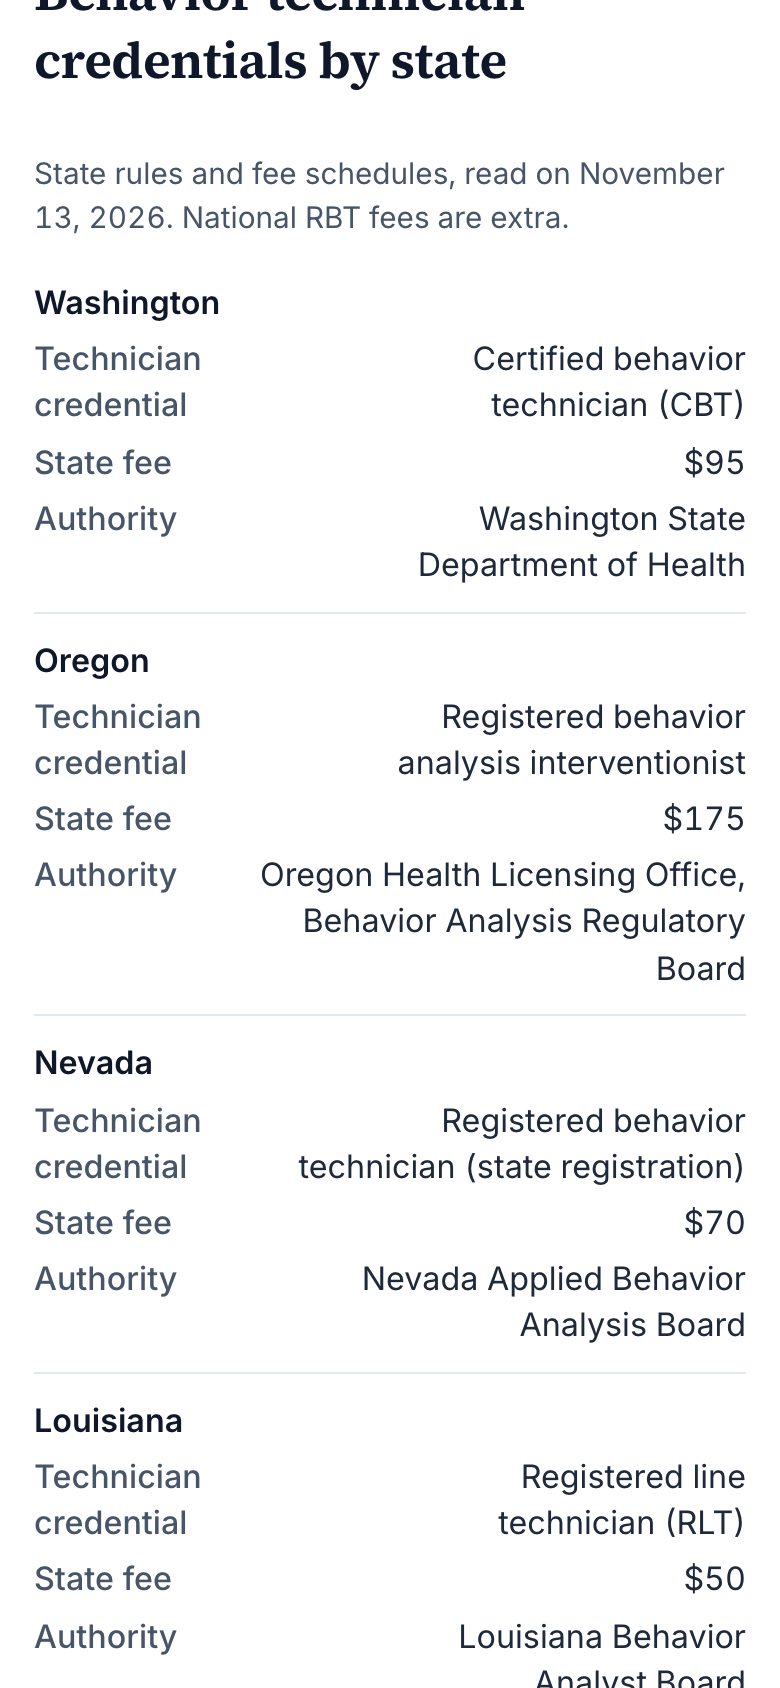 Behavior technician
credentials by state
State rules and fee schedules, read on November
13, 2026. National RBT fees are extra.
Washington
Technician credential
Certified behavior technician (CBT)
State fee
$95
Authority
Washington State Department of Health
Oregon
Technician credential
Registered behavior analysis interventionist
State fee
$175
Authority
Oregon Health Licensing Office, Behavior Analysis Regulatory Board
Nevada
Technician credential
Registered behavior technician (state registration)
State fee
$70
Authority
Nevada Applied Behavior Analysis Board
Louisiana
Technician credential
Registered line technician (RLT)
State fee
$50
Authority
Louisiana Behavior Analyst Board